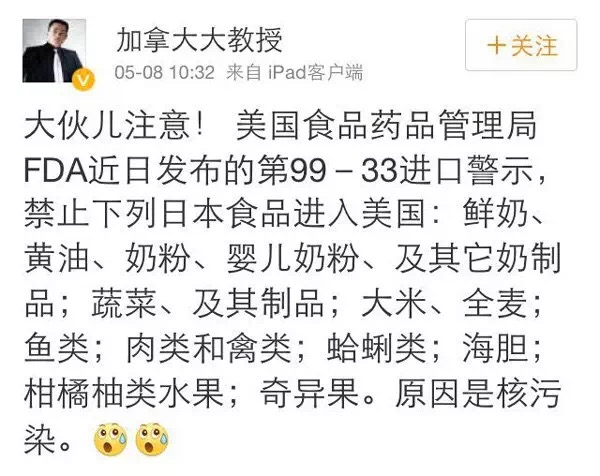 加拿大大教授
+关注
05-08 10:32 来自 iPad客户端
大伙儿注意! 美国食品药品管理局
FDA近日发布的第99-33进口警示,
禁止下列日本食品进入美国:鲜奶、
黄油、奶粉、婴儿奶粉、及其它奶制
品;蔬菜、及其制品;大米、全麦;
鱼类;肉类和禽类;蛤蜊类;海胆;
柑橘柚类水果;奇异果。原因是核污
染。